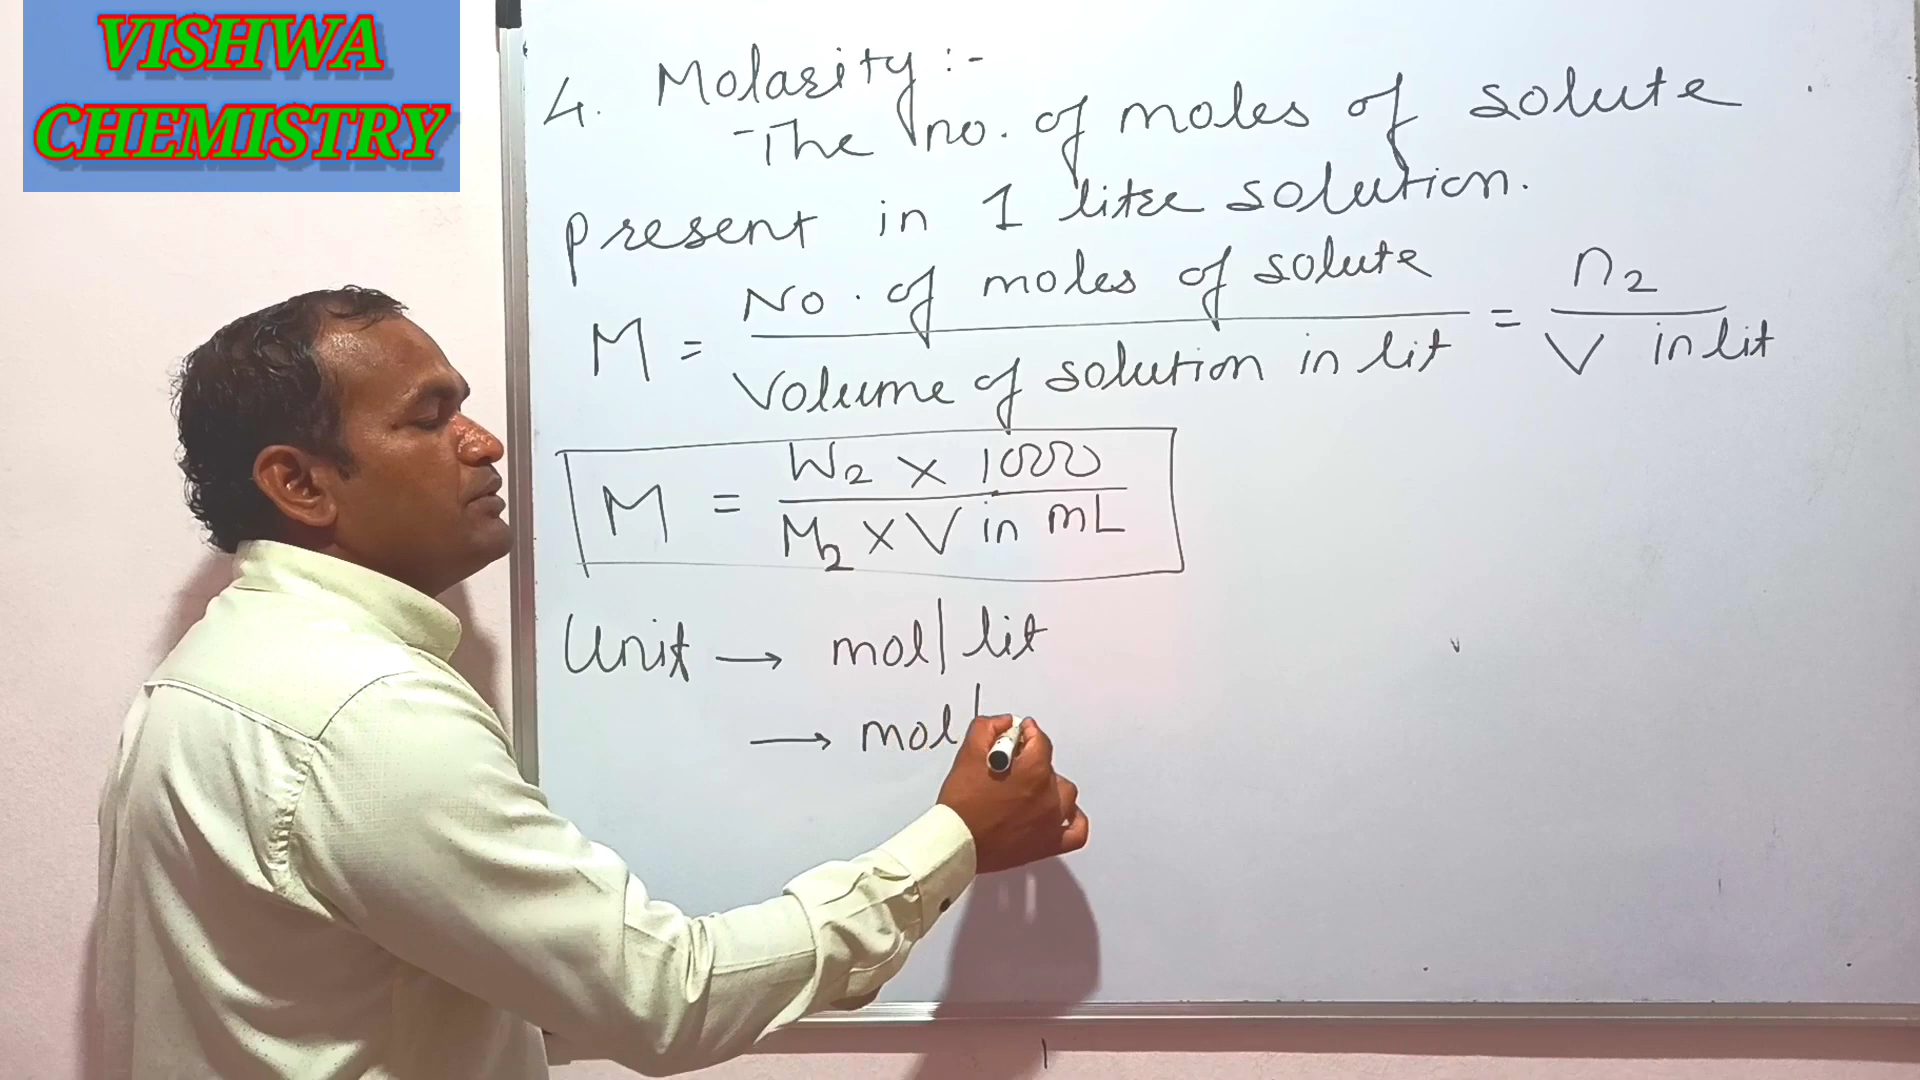 VISHWA
CHEMISTRY
4. Molarity :-
-The no. of moles of solute
present in 1 litre solution.
M = No. of moles of solute / Volume of solution in lit = n2 / V in lit
M = W2 × 1000 / M2 × V in mL
Unit → mol/lit
→ mol/